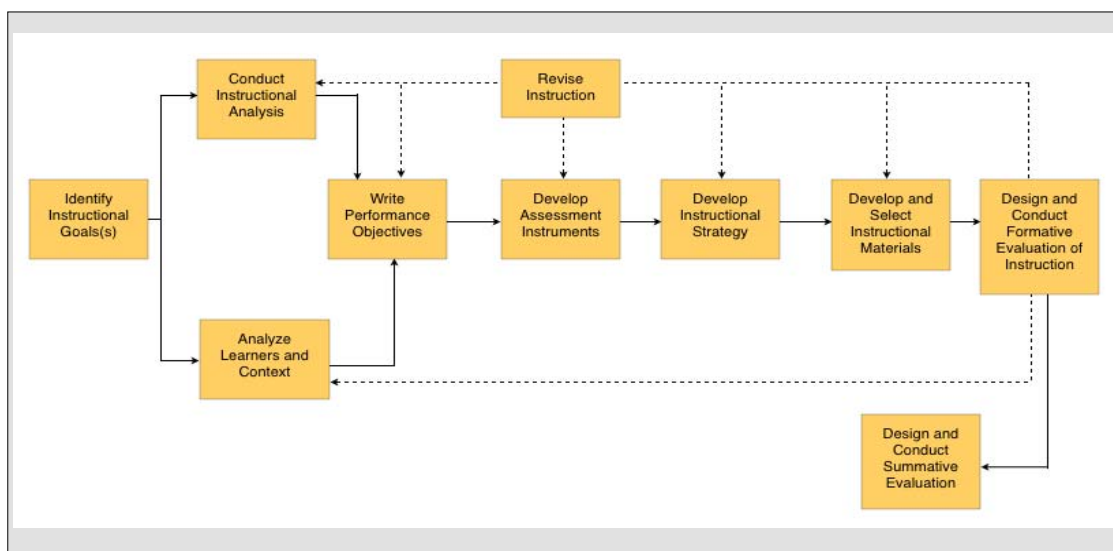 Conduct
Instructional
Analysis
Revise
Instruction
Identify
Instructional
Goals(s)
Write
Performance
Objectives
Develop
Assessment
Instruments
Develop
Instructional
Strategy
Develop and
Select
Instructional
Materials
Design and
Conduct
Formative
Evaluation of
Instruction
Analyze
Learners and
Context
Design and
Conduct
Summative
Evaluation